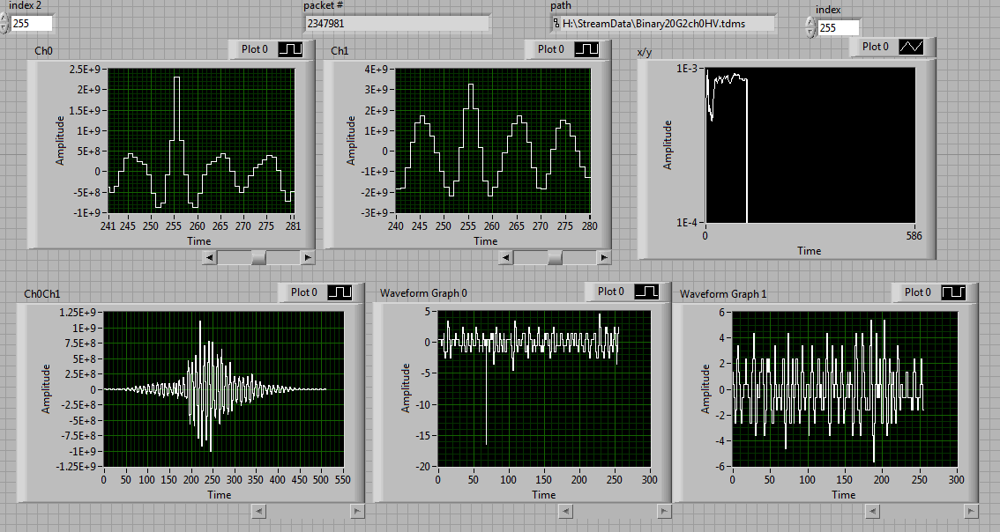 index 2
255
packet #
2347981
path
H:\StreamData\Binary20G2ch0HV.tdms
index
255
Ch0
Plot 0
2.5E+9
2E+9
1.5E+9
1E+9
5E+8
0
-5E+8
-1E+9
Amplitude
241 245 250 255 260 265 270 275 281
Time
Ch1
Plot 0
4E+9
3E+9
2E+9
1E+9
0
-1E+9
-2E+9
-3E+9
Amplitude
240 245 250 255 260 265 270 275 280
Time
x/y
Plot 0
1E-3
1E-4
Amplitude
0 586
Time
Ch0Ch1
Plot 0
1.25E+9
1E+9
7.5E+8
5E+8
2.5E+8
0
-2.5E+8
-5E+8
-7.5E+8
-1E+9
-1.25E+9
Amplitude
0 50 100 150 200 250 300 350 400 450 500 550
Time
Waveform Graph 0
Plot 0
5
0
-5
-10
-15
-20
Amplitude
0 50 100 150 200 250 300
Time
Waveform Graph 1
Plot 0
6
4
2
0
-2
-4
-6
Amplitude
0 50 100 150 200 250 300
Time